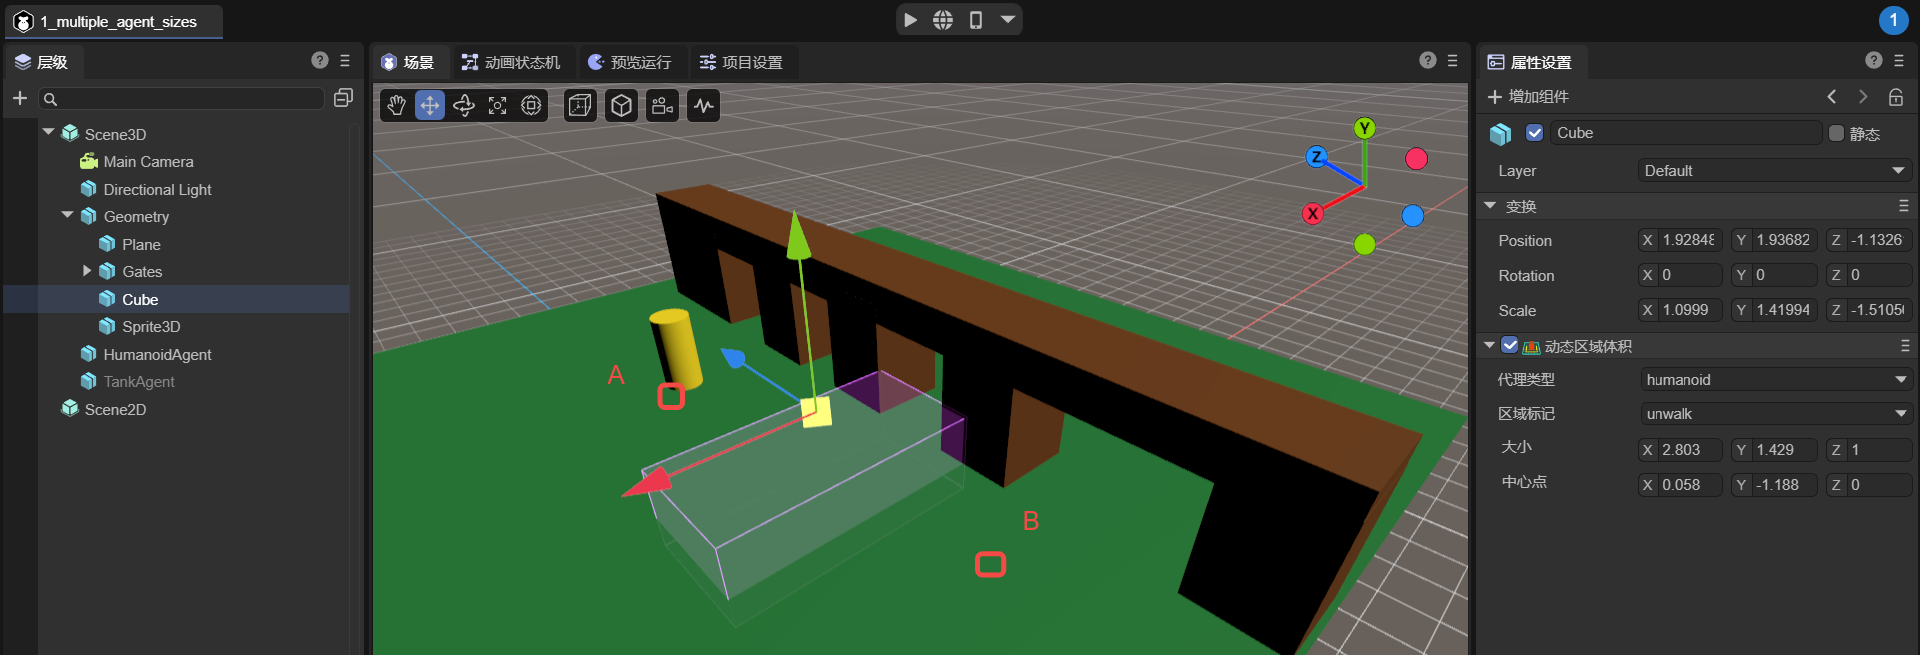 1_multiple_agent_sizes
1
层级
场景
动画状态机
预览运行
项目设置
属性设置
Scene3D
Main Camera
Directional Light
Geometry
Plane
Gates
Cube
Sprite3D
HumanoidAgent
TankAgent
Scene2D
Y
Z
X
A
B
增加组件
Cube
静态
Layer
Default
变换
Position X 1.92848 Y 1.93682 Z -1.1326
Rotation X 0 Y 0 Z 0
Scale X 1.0999 Y 1.41994 Z -1.5105
动态区域体积
代理类型 humanoid
区域标记 unwalk
大小 X 2.803 Y 1.429 Z 1
中心点 X 0.058 Y -1.188 Z 0